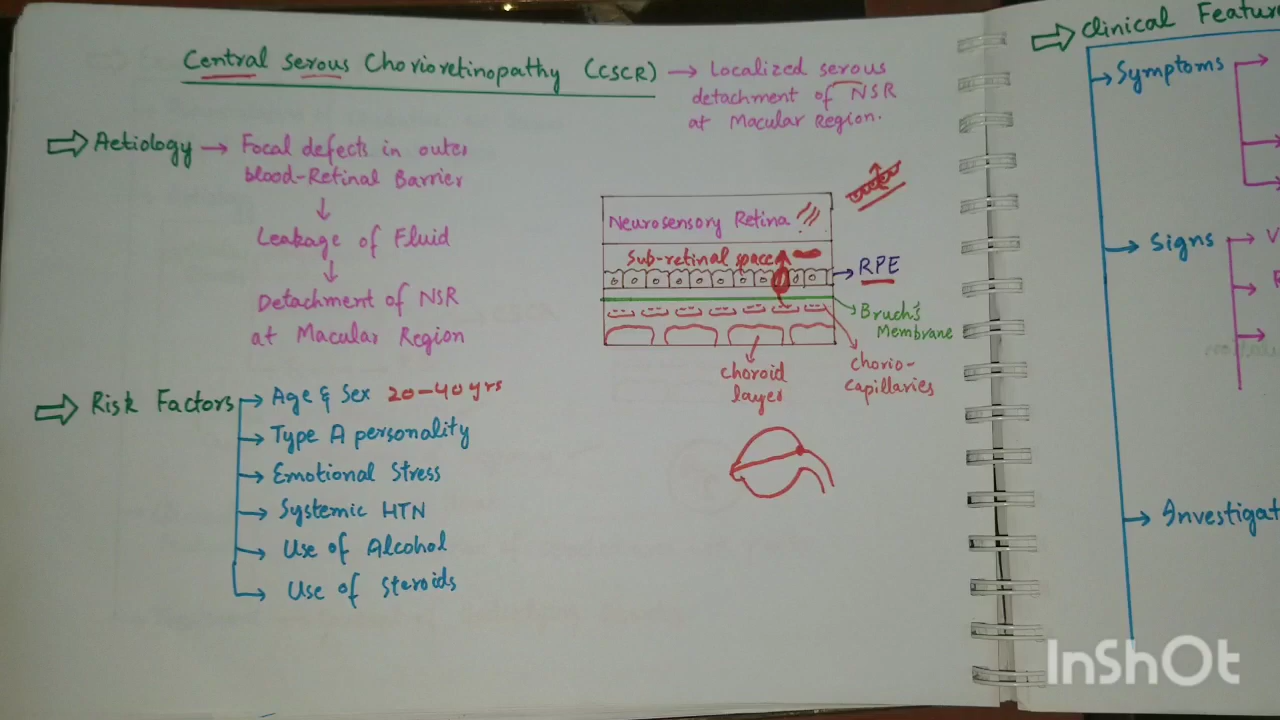 Central serous Chorioretinopathy (CSCR) → Localized serous
detachment of NSR
at Macular Region.
⇒ Aetiology → Focal defects in outer
blood-Retinal Barrier
↓
Leakage of Fluid
↓
Detachment of NSR
at Macular Region
Neurosensory Retina
Sub-retinal space
→ RPE
Bruch's
Membrane
choroid
layer
Chorio-
capillaries
⇒ Risk Factors → Age & Sex 20-40 yrs
→ Type A personality
→ Emotional Stress
→ Systemic HTN
→ Use of Alcohol
→ Use of Steroids
⇒ Clinical Feature
→ Symptoms
→ Signs → V
→ Investigat
InShOt